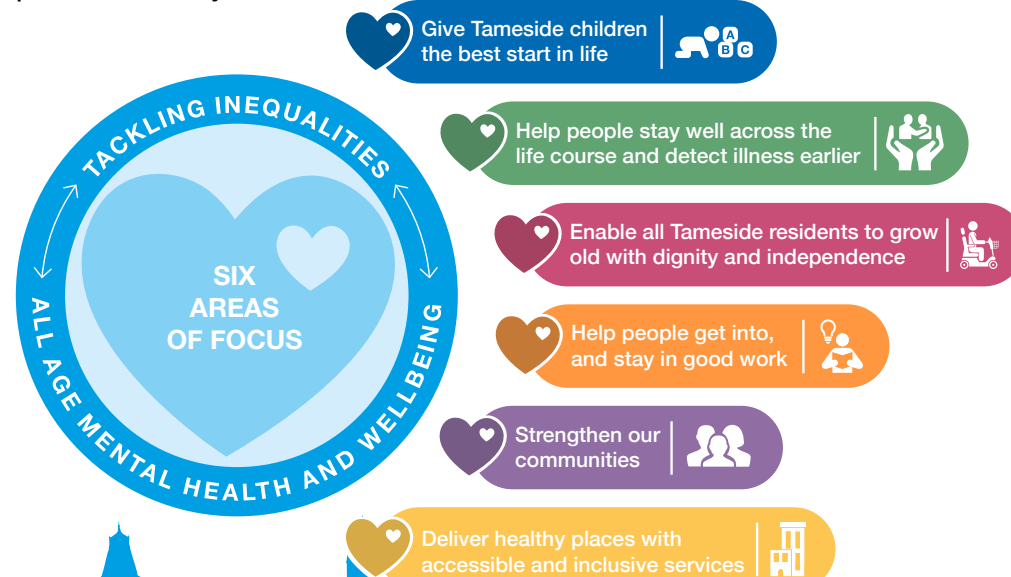 TACKLING INEQUALITIES
ALL AGE MENTAL HEALTH AND WELLBEING
SIX
AREAS
OF FOCUS
Give Tameside children
the best start in life
A
B C
Help people stay well across the
life course and detect illness earlier
Enable all Tameside residents to grow
old with dignity and independence
Help people get into,
and stay in good work
Strengthen our
communities
Deliver healthy places with
accessible and inclusive services